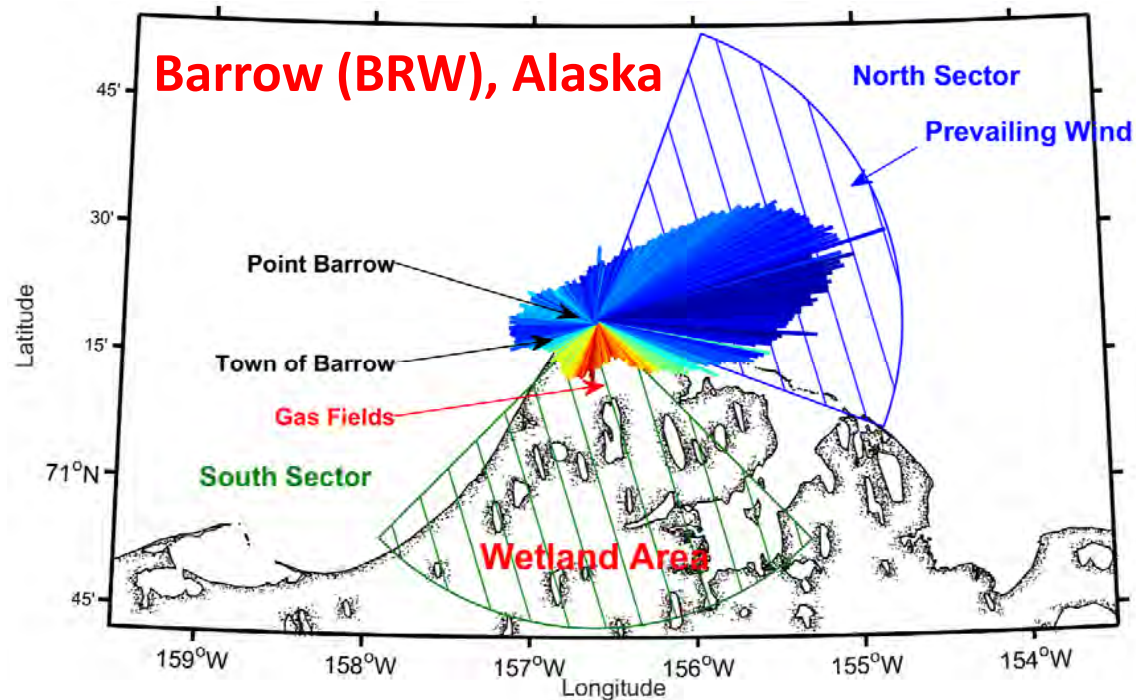 Barrow (BRW), Alaska
North Sector
Prevailing Wind
Point Barrow
Town of Barrow
Gas Fields
South Sector
Wetland Area
45'
30'
15'
71°N
45'
Latitude
159°W
158°W
157°W
156°W
155°W
154°W
Longitude